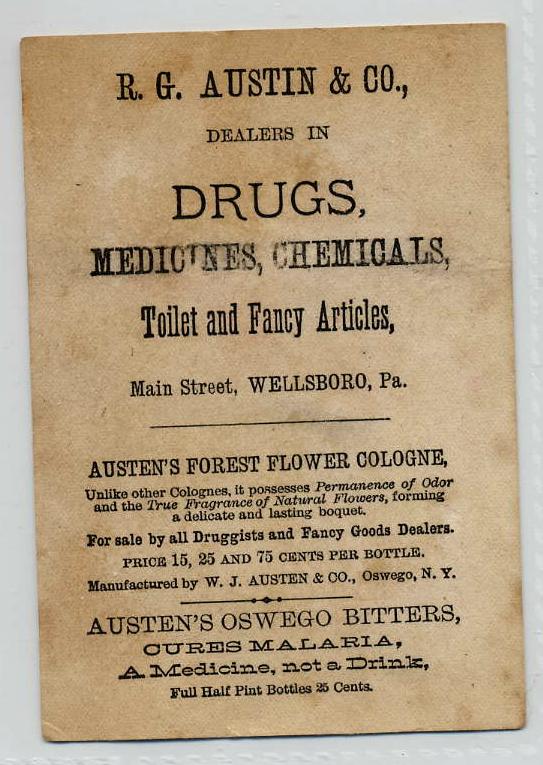 R. G. AUSTIN & CO.,
DEALERS IN
DRUGS,
MEDICINES, CHEMICALS,
Toilet and Fancy Articles,
Main Street, WELLSBORO, Pa.
AUSTEN'S FOREST FLOWER COLOGNE,
Unlike other Colognes, it possesses Permanence of Odor
and the True Fragrance of Natural Flowers, forming
a delicate and lasting boquet.
For sale by all Druggists and Fancy Goods Dealers.
PRICE 15, 25 AND 75 CENTS PER BOTTLE.
Manufactured by W. J. AUSTEN & CO., Oswego, N. Y.
AUSTEN'S OSWEGO BITTERS,
CURES MALARIA,
A Medicine, not a Drink,
Full Half Pint Bottles 25 Cents.